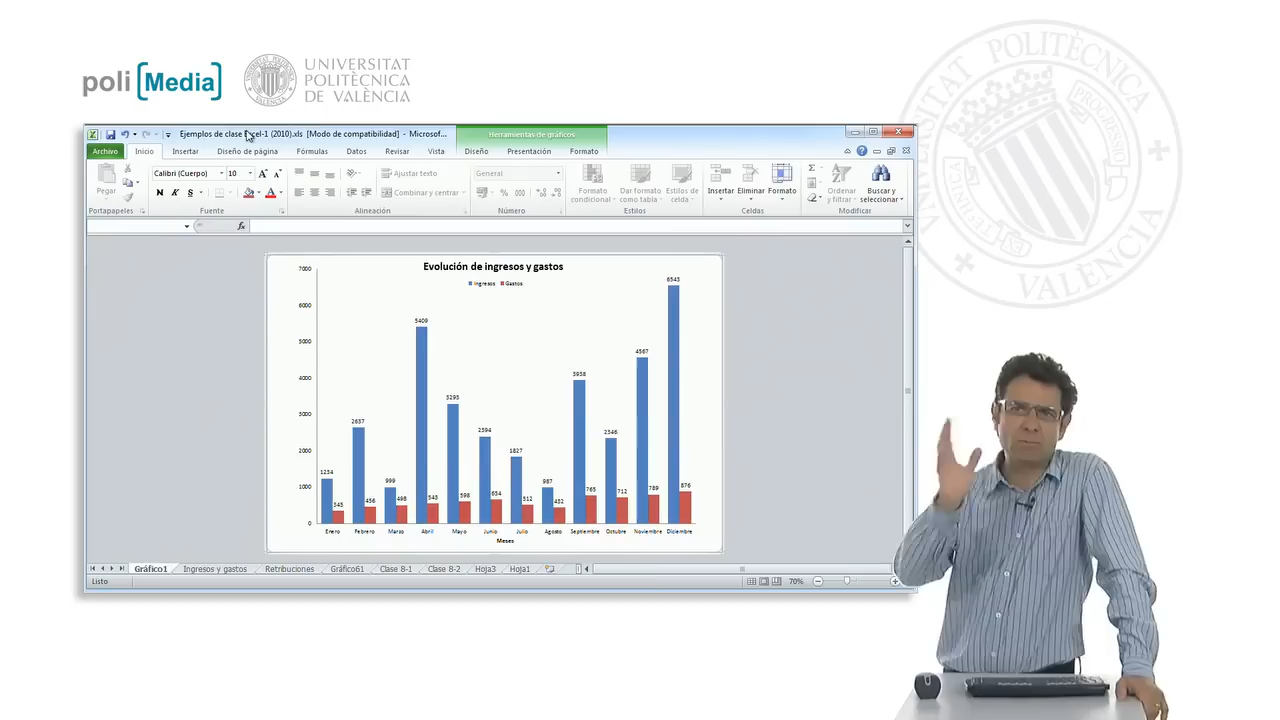 poli [Media]
UNIVERSITAT
POLITÈCNICA
DE VALÈNCIA
UNIVERSITAT POLITÈCNICA DE VALÈNCIA
PROGRESIO
Ejemplos de clase Excel-1 (2010).xls [Modo de compatibilidad] - Microsof...
Herramientas de gráficos
Archivo Inicio Insertar Diseño de página Fórmulas Datos Revisar Vista Diseño Presentación Formato
Pegar
Calibri (Cuerpo) 10
N K S
Ajustar texto
Combinar y centrar
General
Formato condicional
Dar formato como tabla
Estilos de celda
Insertar Eliminar Formato
Ordenar y filtrar
Buscar y seleccionar
Portapapeles Fuente Alineación Número Estilos Celdas Modificar
fx
Evolución de ingresos y gastos
Ingresos Gastos
7000
6000
5000
4000
3000
2000
1000
0
1234 345
2637 456
999 498
5409 543
3293 598
2394 654
1827 512
987 432
3938 765
2346 712
4567 789
6543 876
Enero Febrero Marzo Abril Mayo Junio Julio Agosto Septiembre Octubre Noviembre Diciembre
Meses
Gráfico1 Ingresos y gastos Retribuciones Gráfico61 Clase 8-1 Clase 8-2 Hoja3 Hoja1
Listo
70%